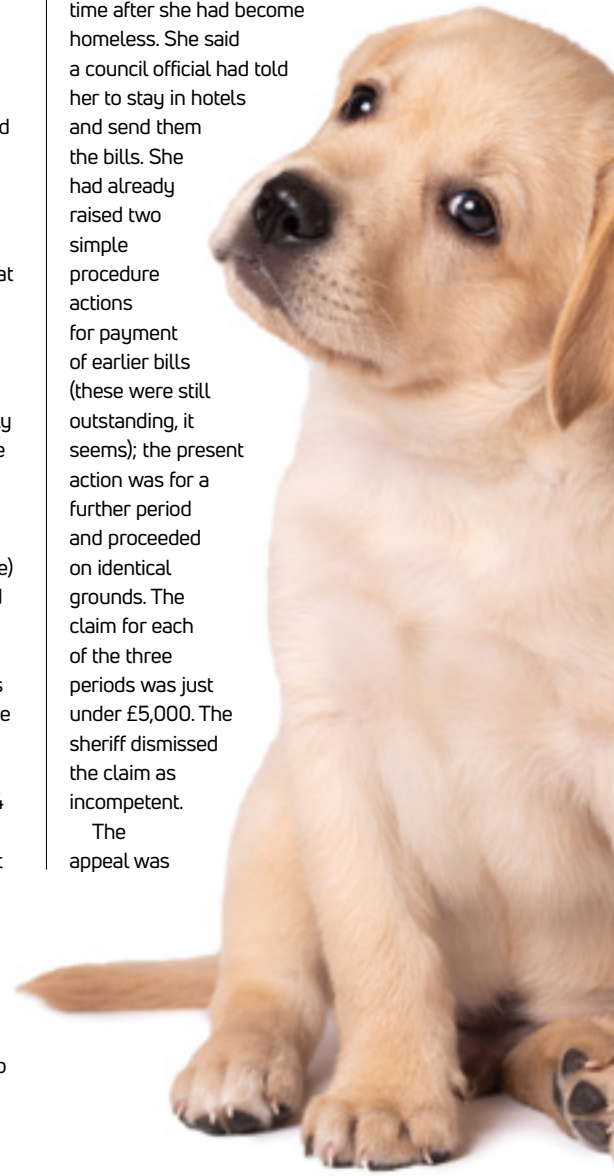 time after she had become
homeless. She said
a council official had told
her to stay in hotels
and send them
the bills. She
had already
raised two
simple
procedure
actions
for payment
of earlier bills
(these were still
outstanding, it
seems); the present
action was for a
further period
and proceeded
on identical
grounds. The
claim for each
of the three
periods was just
under £5,000. The
sheriff dismissed
the claim as
incompetent.
The
appeal was